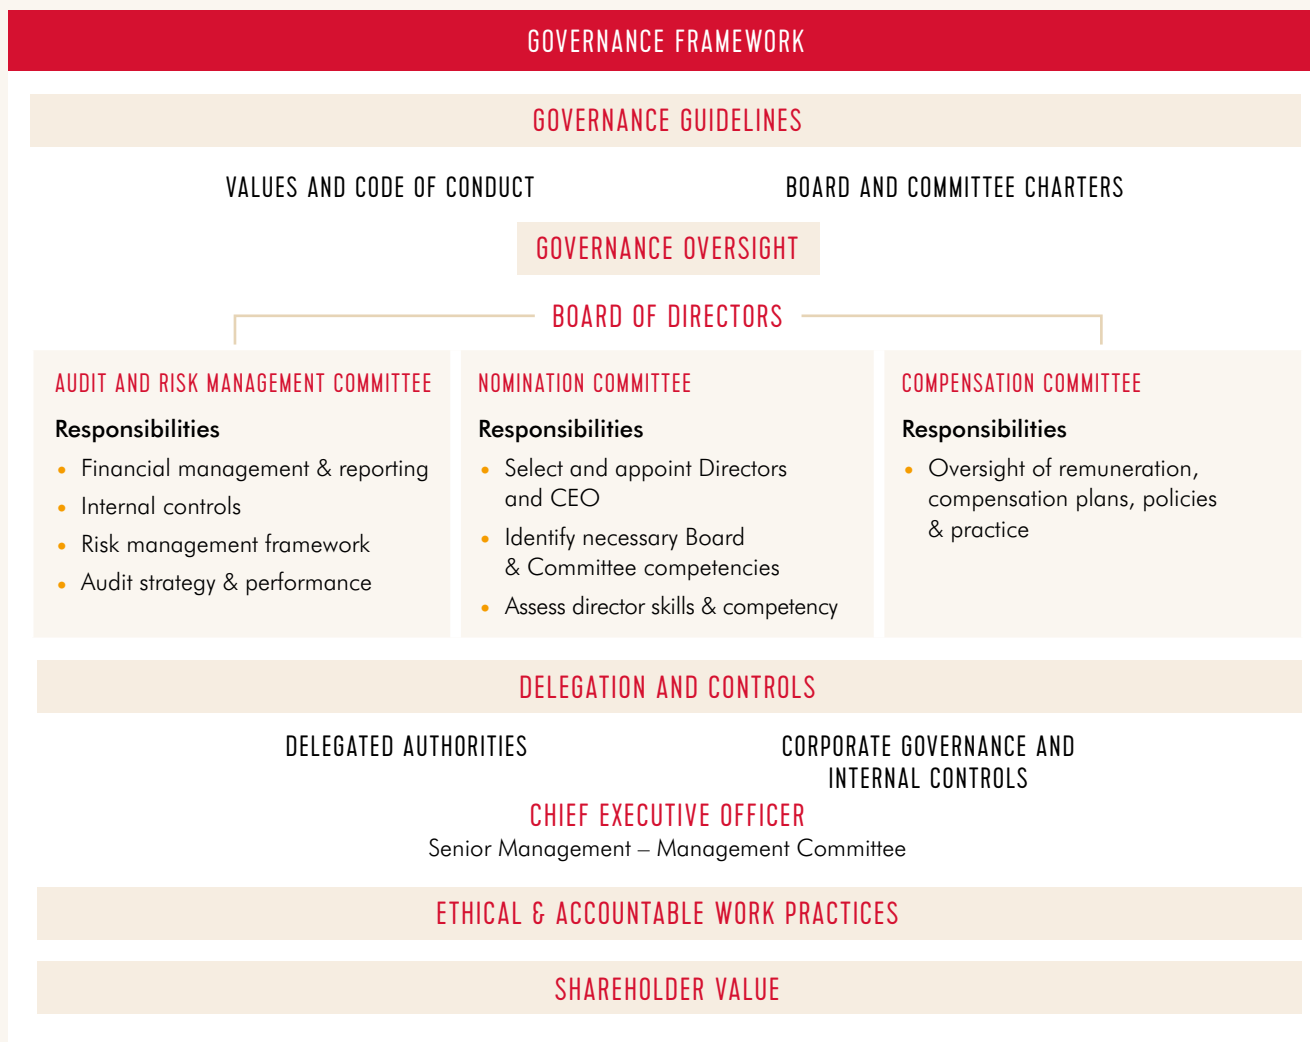 GOVERNANCE FRAMEWORK
GOVERNANCE GUIDELINES
VALUES AND CODE OF CONDUCT
BOARD AND COMMITTEE CHARTERS
GOVERNANCE OVERSIGHT
BOARD OF DIRECTORS
AUDIT AND RISK MANAGEMENT COMMITTEE
Responsibilities
• Financial management & reporting
• Internal controls
• Risk management framework
• Audit strategy & performance
NOMINATION COMMITTEE
Responsibilities
• Select and appoint Directors
and CEO
• Identify necessary Board
& Committee competencies
• Assess director skills & competency
COMPENSATION COMMITTEE
Responsibilities
• Oversight of remuneration,
compensation plans, policies
& practice
DELEGATION AND CONTROLS
DELEGATED AUTHORITIES
CORPORATE GOVERNANCE AND
INTERNAL CONTROLS
CHIEF EXECUTIVE OFFICER
Senior Management – Management Committee
ETHICAL & ACCOUNTABLE WORK PRACTICES
SHAREHOLDER VALUE